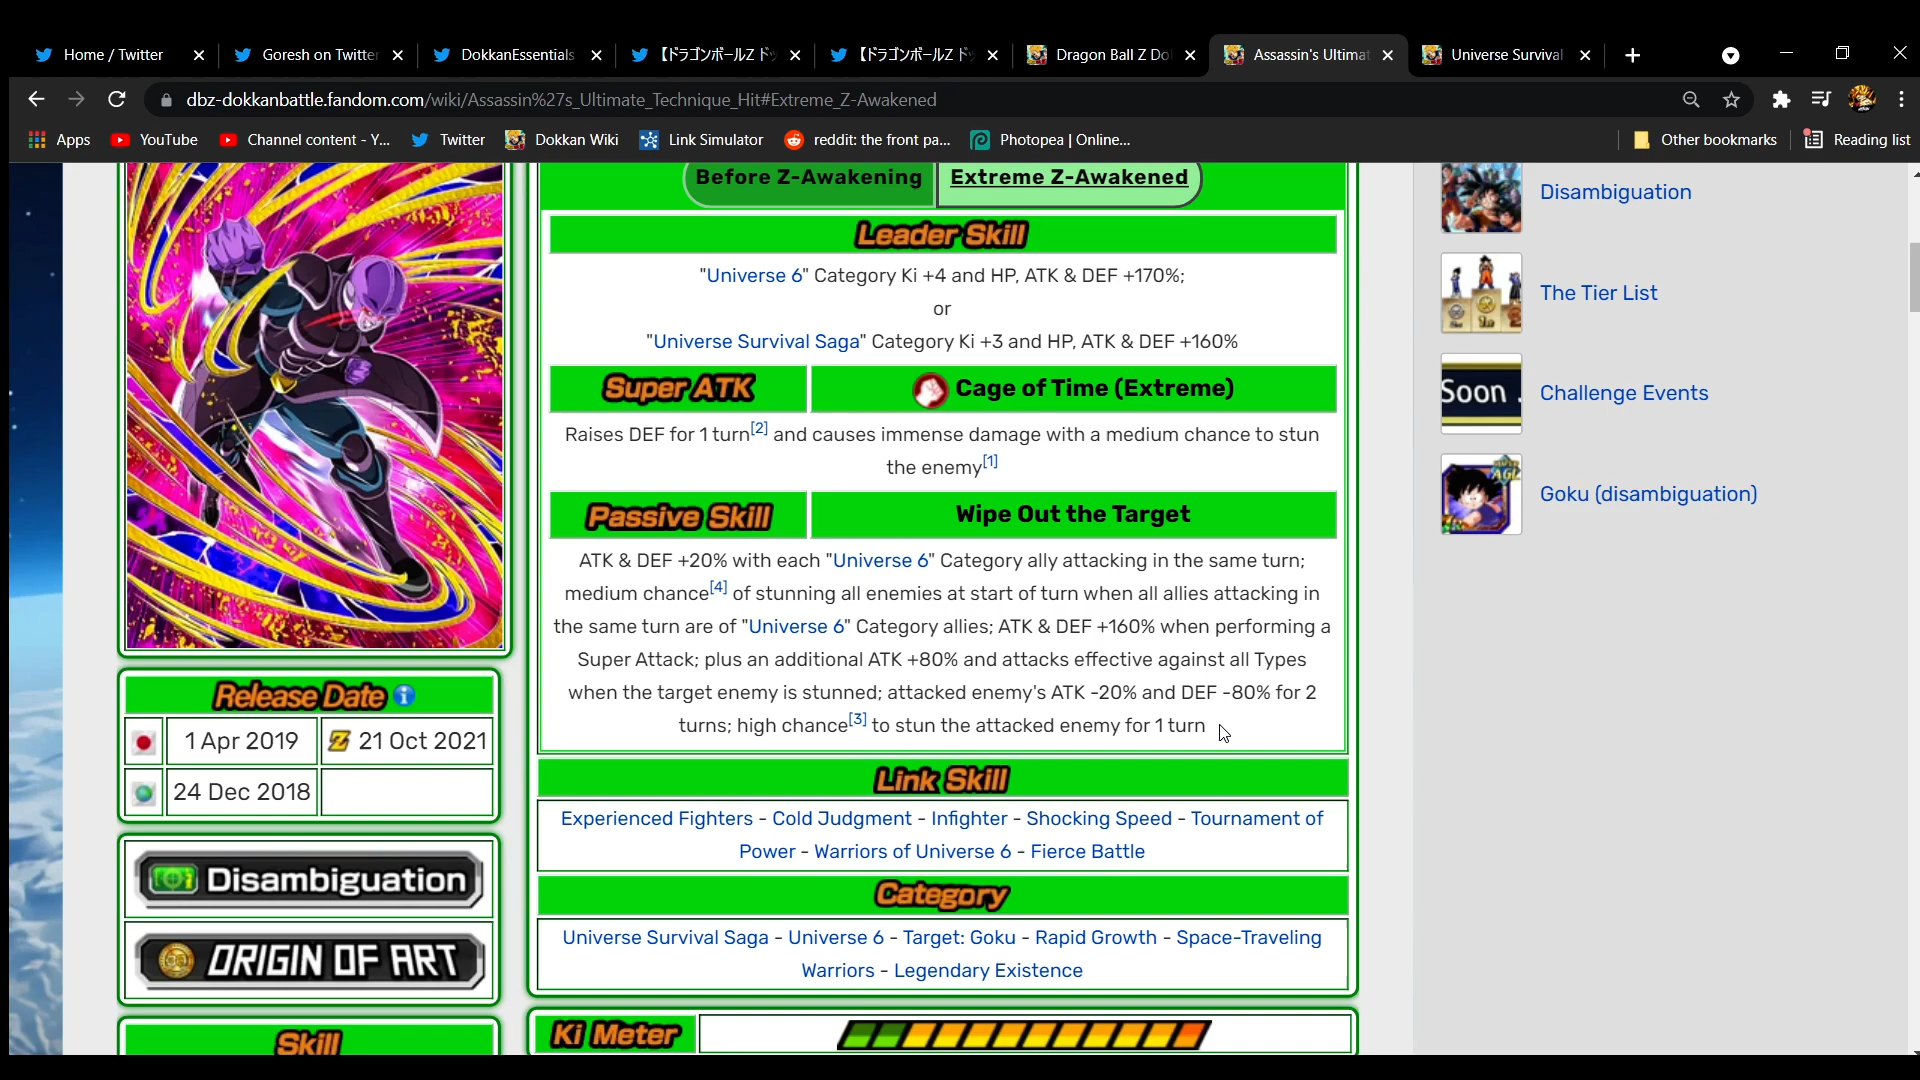 Home / Twitter
Goresh on Twitter
DokkanEssentials
【ドラゴンボールZ ド
【ドラゴンボールZ ド
Dragon Ball Z Do
Assassin's Ultima
Universe Survival
dbz-dokkanbattle.fandom.com/wiki/Assassin%27s_Ultimate_Technique_Hit#Extreme_Z-Awakened
Apps YouTube Channel content - Y... Twitter Dokkan Wiki Link Simulator reddit: the front pa... Photopea | Online... Other bookmarks Reading list
Before Z-Awakening Extreme Z-Awakened
Leader Skill
"Universe 6" Category Ki +4 and HP, ATK & DEF +170%;
or
"Universe Survival Saga" Category Ki +3 and HP, ATK & DEF +160%
Super ATK Cage of Time (Extreme)
Raises DEF for 1 turn[2] and causes immense damage with a medium chance to stun
the enemy[1]
Passive Skill Wipe Out the Target
ATK & DEF +20% with each "Universe 6" Category ally attacking in the same turn;
medium chance[4] of stunning all enemies at start of turn when all allies attacking in
the same turn are of "Universe 6" Category allies; ATK & DEF +160% when performing a
Super Attack; plus an additional ATK +80% and attacks effective against all Types
when the target enemy is stunned; attacked enemy's ATK -20% and DEF -80% for 2
turns; high chance[3] to stun the attacked enemy for 1 turn
Link Skill
Experienced Fighters - Cold Judgment - Infighter - Shocking Speed - Tournament of
Power - Warriors of Universe 6 - Fierce Battle
Category
Universe Survival Saga - Universe 6 - Target: Goku - Rapid Growth - Space-Traveling
Warriors - Legendary Existence
Ki Meter
Release Date
1 Apr 2019 Z 21 Oct 2021
24 Dec 2018
Disambiguation
ORIGIN OF ART
Skill
Disambiguation
The Tier List
Soon .
Challenge Events
AGL
Goku (disambiguation)